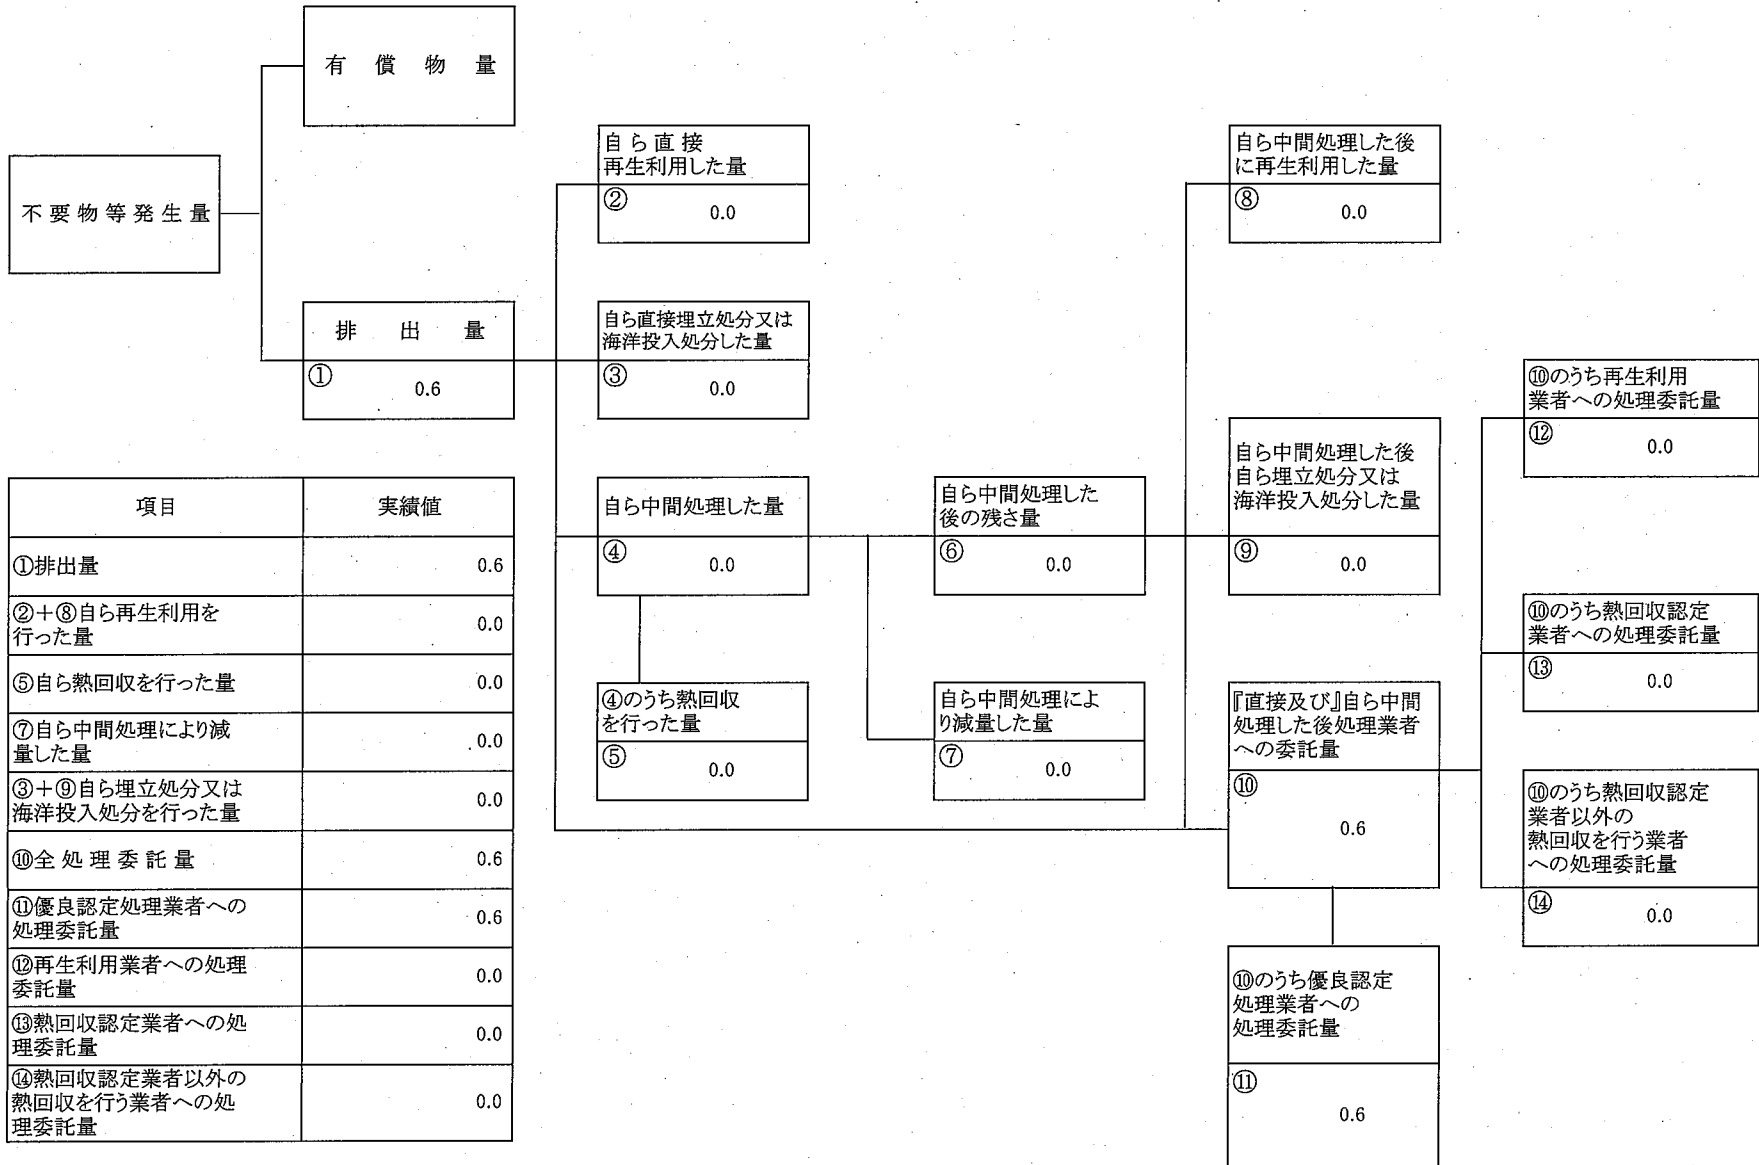 有償物量
不要物等発生量
排出量
①
0.6
自ら直接
再生利用した量
②
0.0
自ら直接埋立処分又は
海洋投入処分した量
③
0.0
自ら中間処理した量
④
0.0
④のうち熱回収
を行った量
⑤
0.0
自ら中間処理した
後の残さ量
⑥
0.0
自ら中間処理によ
り減量した量
⑦
0.0
自ら中間処理した後
に再生利用した量
⑧
0.0
自ら中間処理した後
自ら埋立処分又は
海洋投入処分した量
⑨
0.0
『直接及び』自ら中間
処理した後処理業者
への委託量
⑩
0.6
⑩のうち優良認定
処理業者への
処理委託量
⑪
0.6
⑩のうち再生利用
業者への処理委託量
⑫
0.0
⑩のうち熱回収認定
業者への処理委託量
⑬
0.0
⑩のうち熱回収認定
業者以外の
熱回収を行う業者
への処理委託量
⑭
0.0
項目 実績値
①排出量 0.6
②+⑧自ら再生利用を
行った量 0.0
⑤自ら熱回収を行った量 0.0
⑦自ら中間処理により減
量した量 0.0
③+⑨自ら埋立処分又は
海洋投入処分を行った量 0.0
⑩全処理委託量 0.6
⑪優良認定処理業者への
処理委託量 0.6
⑫再生利用業者への処理
委託量 0.0
⑬熱回収認定業者への処
理委託量 0.0
⑭熱回収認定業者以外の
熱回収を行う業者への処
理委託量 0.0